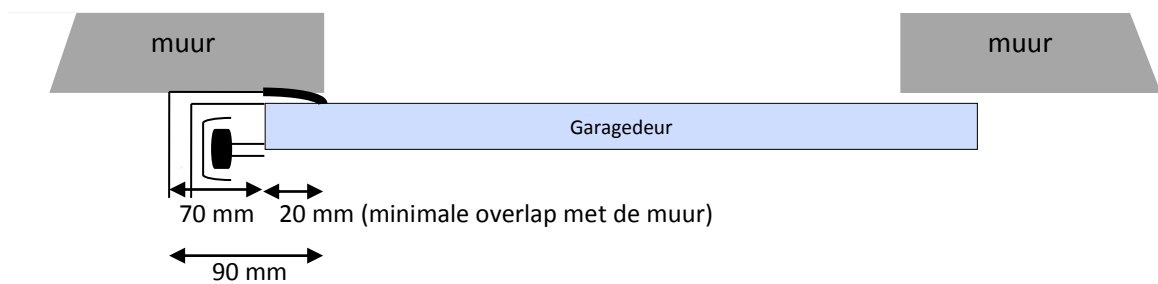 muur
muur
Garagedeur
70 mm
20 mm (minimale overlap met de muur)
90 mm